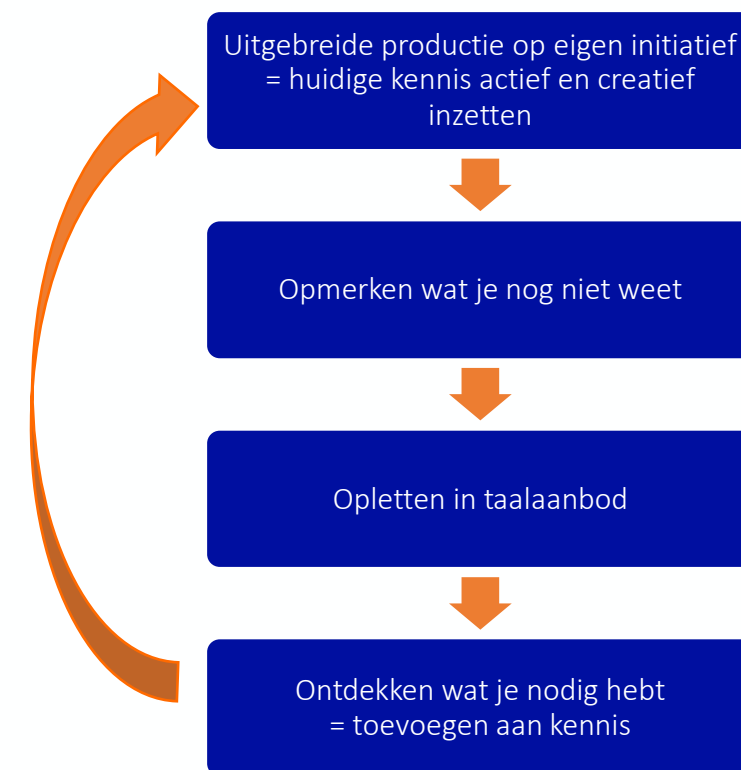 Uitgebreide productie op eigen initiatief
= huidige kennis actief en creatief
inzetten
Opmerken wat je nog niet weet
Opletten in taalaanbod
Ontdekken wat je nodig hebt
= toevoegen aan kennis